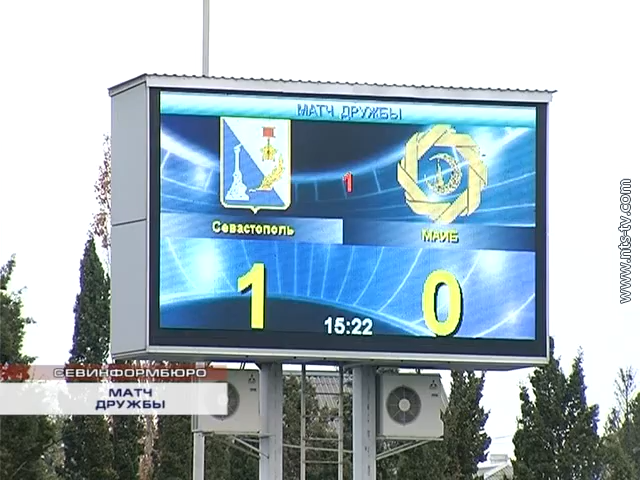 МАТЧ ДРУЖБЫ
1
Севастополь
МАИБ
1
0
15:22
www.nts-tv.com
СЕВИНФОРМБЮРО
МАТЧ
ДРУЖБЫ